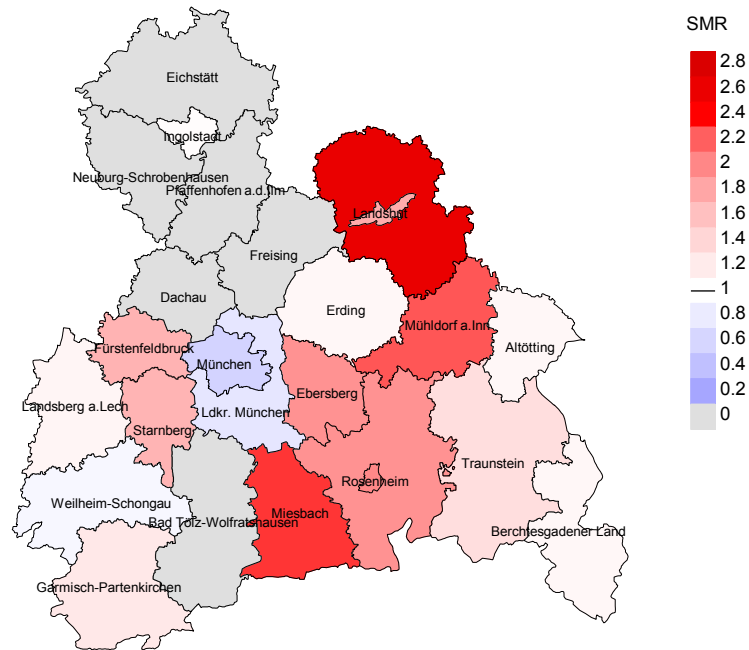 SMR
2.8
2.6
2.4
2.2
2
1.8
1.6
1.4
1.2
1
0.8
0.6
0.4
0.2
0
Eichstätt
Ingolstadt
Neuburg-Schrobenhausen
Pfaffenhofen a.d.Ilm
Landshut
Freising
Dachau
Erding
Mühldorf a.Inn
Altötting
Fürstenfeldbruck
München
Ebersberg
Landsberg a.Lech
Ldkr. München
Starnberg
Traunstein
Rosenheim
Weilheim-Schongau
Miesbach
Bad Tölz-Wolfratshausen
Berchtesgadener Land
Garmisch-Partenkirchen